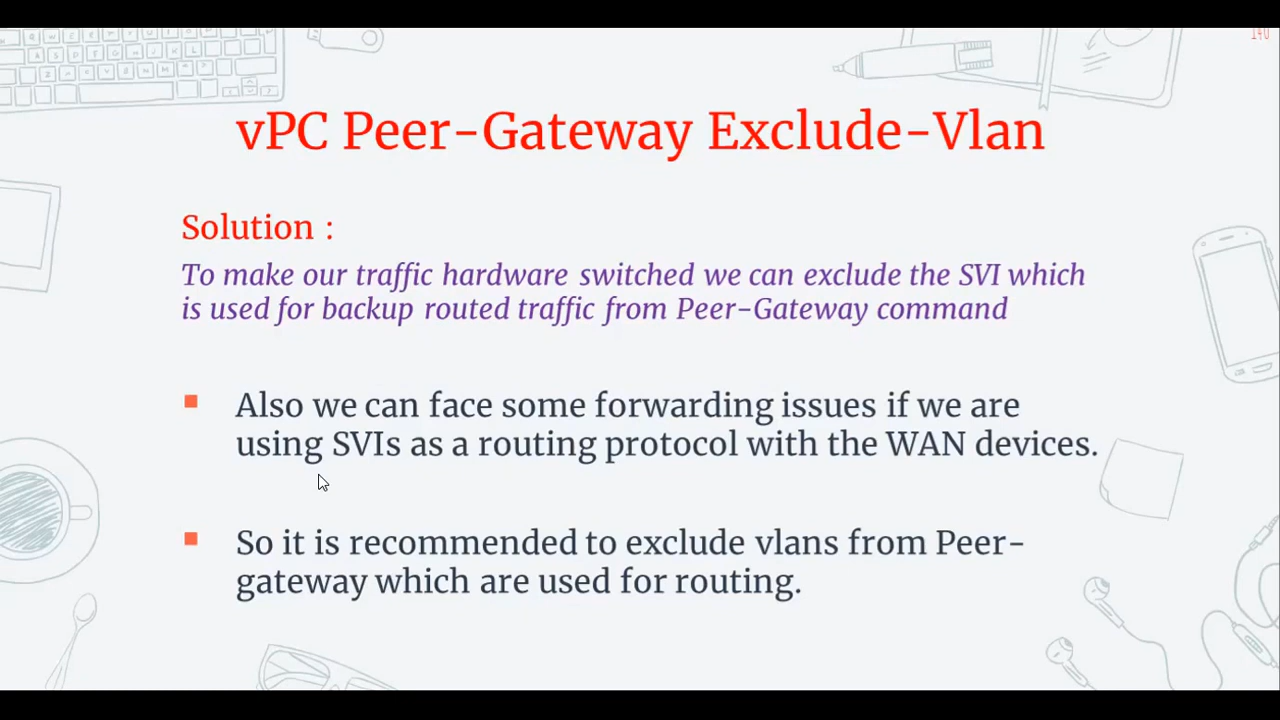 140
vPC Peer-Gateway Exclude-Vlan
Solution :
To make our traffic hardware switched we can exclude the SVI which
is used for backup routed traffic from Peer-Gateway command
Also we can face some forwarding issues if we are
using SVIs as a routing protocol with the WAN devices.
So it is recommended to exclude vlans from Peer-
gateway which are used for routing.